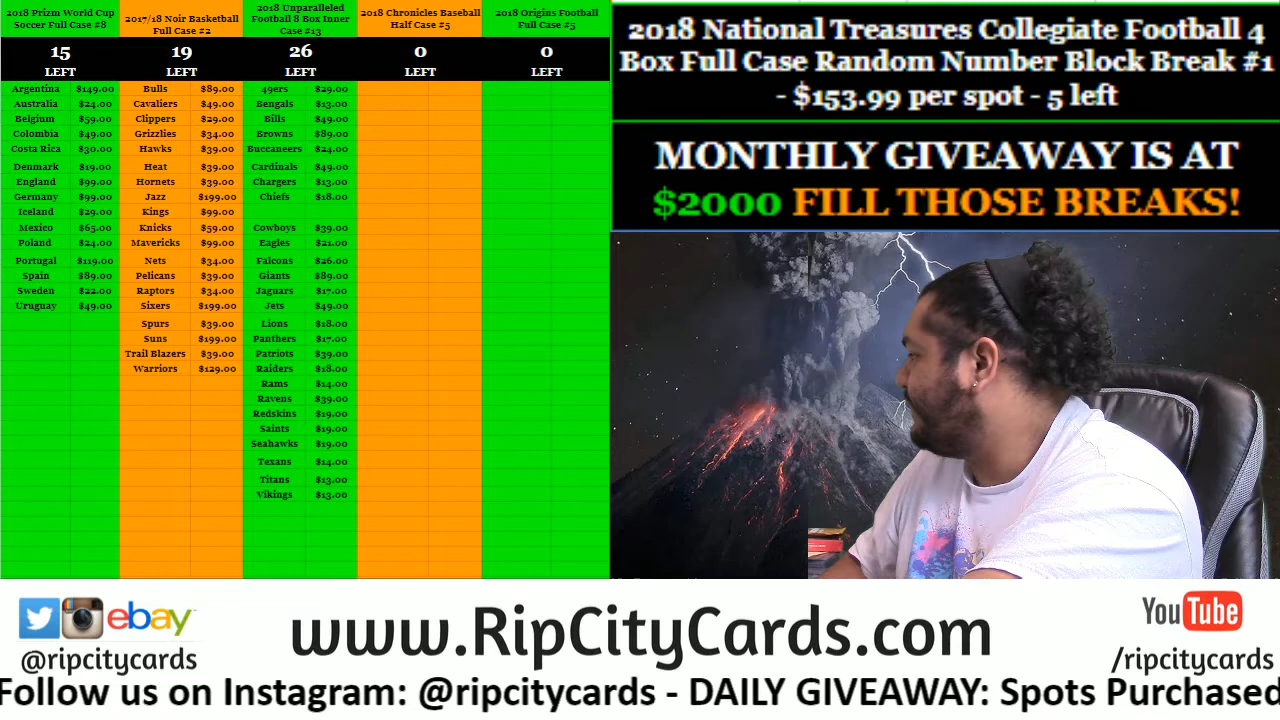 2018 Prizm World Cup
Soccer Full Case #8
15
LEFT
Argentina $149.00
Australia $24.00
Belgium $59.00
Colombia $49.00
Costa Rica $30.00
Denmark $19.00
England $99.00
Germany $99.00
Iceland $29.00
Mexico $65.00
Poland $24.00
Portugal $119.00
Spain $89.00
Sweden $22.00
Uruguay $49.00
2017/18 Noir Basketball
Full Case #2
19
LEFT
Bulls $89.00
Cavaliers $49.00
Clippers $29.00
Grizzlies $34.00
Hawks $39.00
Heat $39.00
Hornets $39.00
Jazz $199.00
Kings $99.00
Knicks $59.00
Mavericks $99.00
Nets $34.00
Pelicans $39.00
Raptors $34.00
Sixers $199.00
Spurs $39.00
Suns $199.00
Trail Blazers $39.00
Warriors $129.00
2018 Unparalleled
Football 8 Box Inner
Case #13
26
LEFT
49ers $29.00
Bengals $13.00
Bills $49.00
Browns $89.00
Buccaneers $24.00
Cardinals $49.00
Chargers $13.00
Chiefs $18.00
Cowboys $39.00
Eagles $21.00
Falcons $26.00
Giants $89.00
Jaguars $17.00
Jets $49.00
Lions $18.00
Panthers $17.00
Patriots $39.00
Raiders $18.00
Rams $14.00
Ravens $39.00
Redskins $19.00
Saints $19.00
Seahawks $19.00
Texans $14.00
Titans $13.00
Vikings $13.00
2018 Chronicles Baseball
Half Case #5
0
LEFT
2018 Origins Football
Full Case #5
0
LEFT
2018 National Treasures Collegiate Football 4
Box Full Case Random Number Block Break #1
- $153.99 per spot - 5 left
MONTHLY GIVEAWAY IS AT
$2000 FILL THOSE BREAKS!
ebay
@ripcitycards
www.RipCityCards.com
YouTube
/ripcitycards
Follow us on Instagram: @ripcitycards - DAILY GIVEAWAY: Spots Purchased